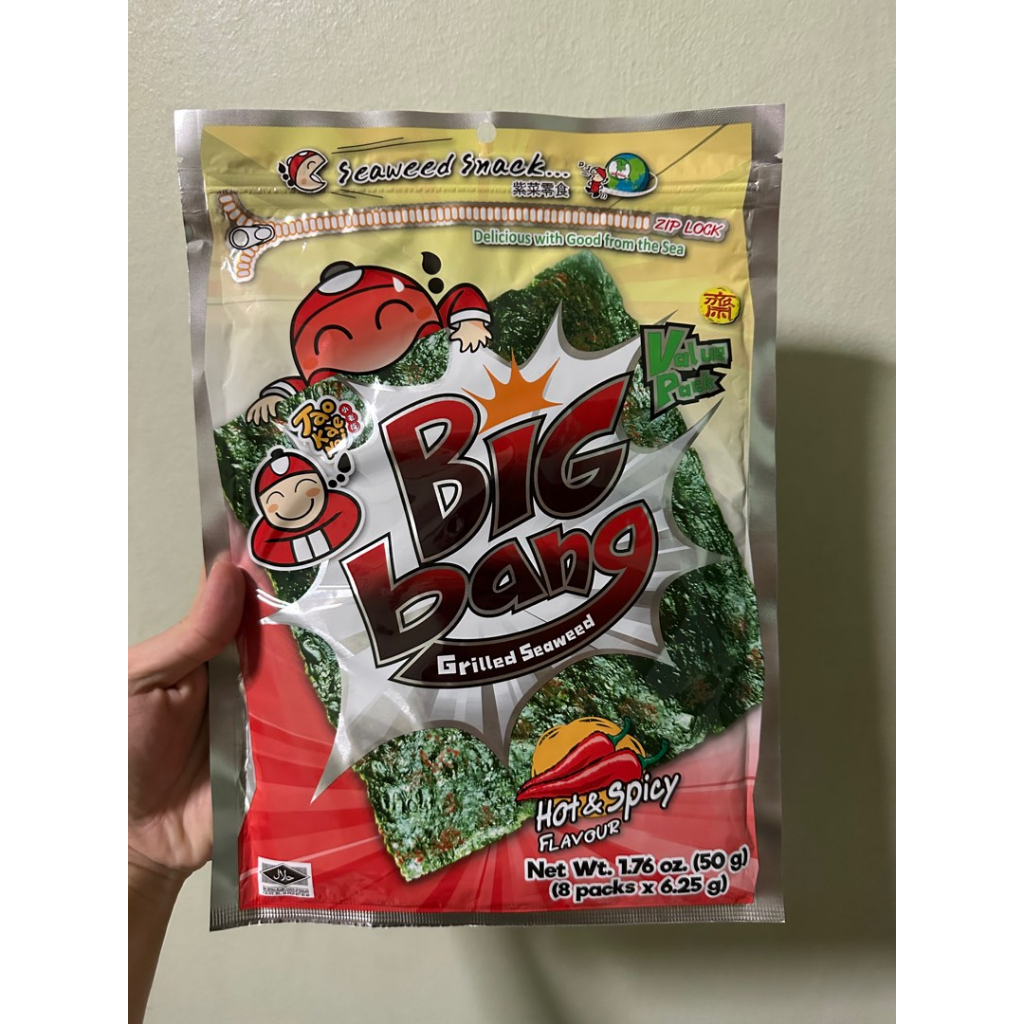 Seaweed Snack...
紫菜零食
ZIP LOCK
Delicious with Good from the Sea
齋
Value
Pack
Tao
Kae
BIG
bang
Grilled Seaweed
Hot & Spicy
FLAVOUR
حلال
Net Wt. 1.76 oz. (50 g)
(8 packs x 6.25 g)